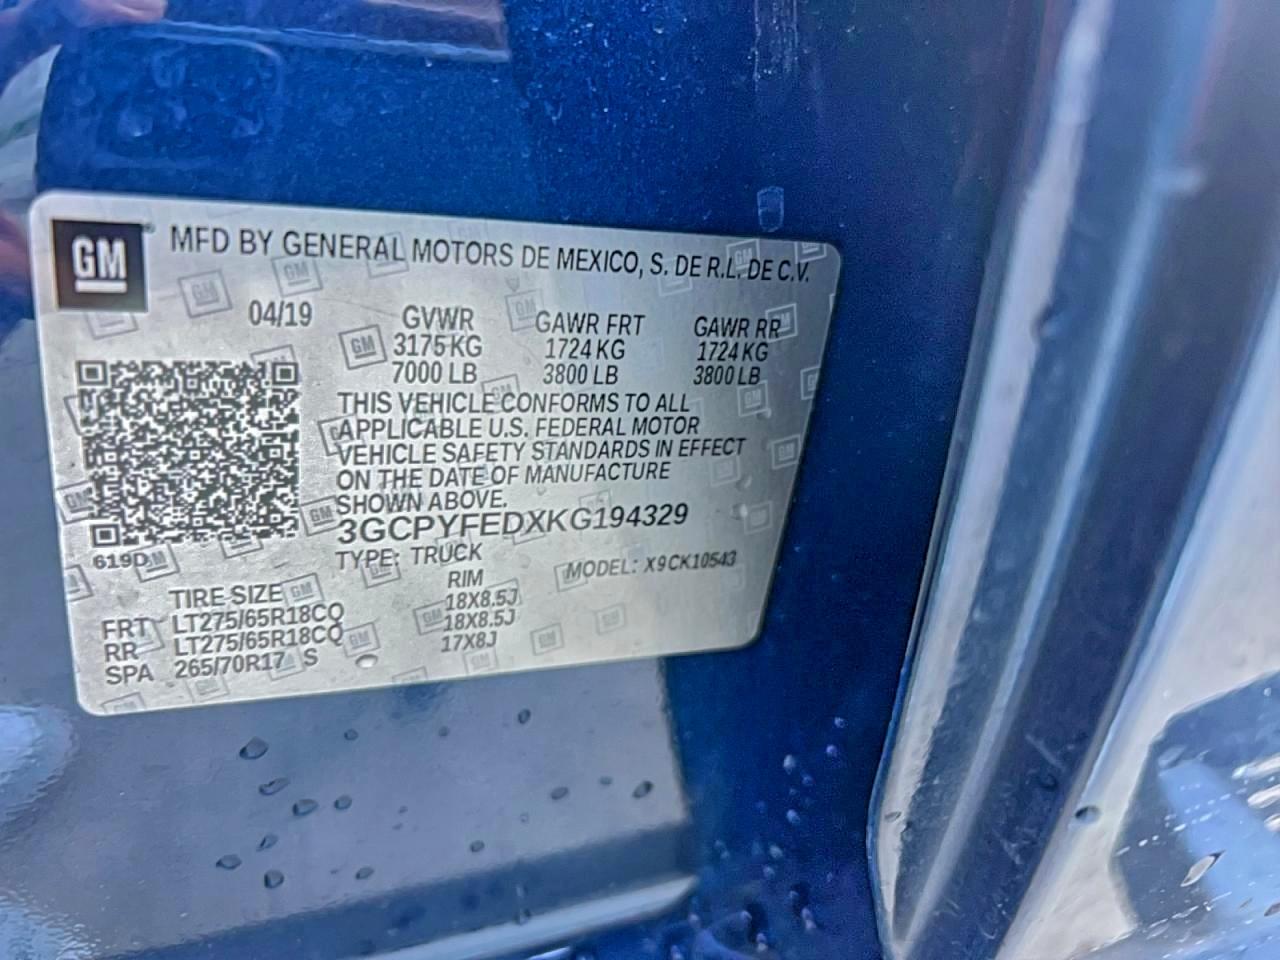 GM® MFD BY GENERAL MOTORS DE MEXICO, S. DE R.L. DE C.V.
04/19 GVWR GAWR FRT GAWR RR
3175 KG 1724 KG 1724 KG
7000 LB 3800 LB 3800 LB
THIS VEHICLE CONFORMS TO ALL
APPLICABLE U.S. FEDERAL MOTOR
VEHICLE SAFETY STANDARDS IN EFFECT
ON THE DATE OF MANUFACTURE
SHOWN ABOVE.
3GCPYFEDXKG194329
619D TYPE: TRUCK MODEL: X9CK10543
TIRE SIZE RIM
FRT LT275/65R18CQ 18X8.5J
RR LT275/65R18CQ 18X8.5J
SPA 265/70R17 S 17X8J